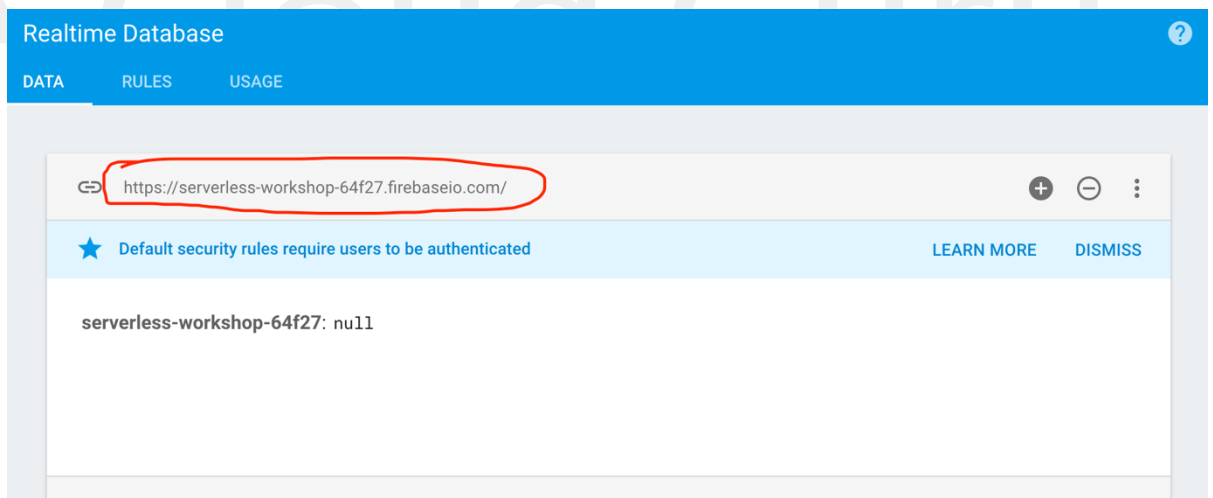 Realtime Database
DATA RULES USAGE
https://serverless-workshop-64f27.firebaseio.com/
Default security rules require users to be authenticated LEARN MORE DISMISS
serverless-workshop-64f27: null